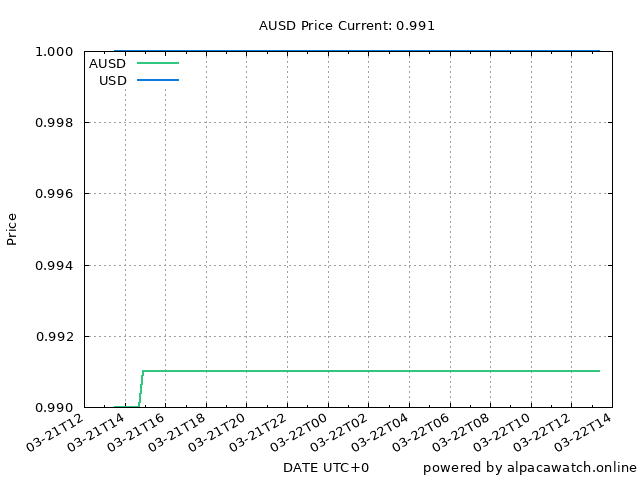 AUSD Price Current: 0.991
1.000
AUSD
USD
0.998
0.996
Price
0.994
0.992
0.990
03-21T12 03-21T14 03-21T16 03-21T18 03-21T20 03-21T22 03-22T00 03-22T02 03-22T04 03-22T06 03-22T08 03-22T10 03-22T12 03-22T14
DATE UTC+0
powered by alpacawatch.online